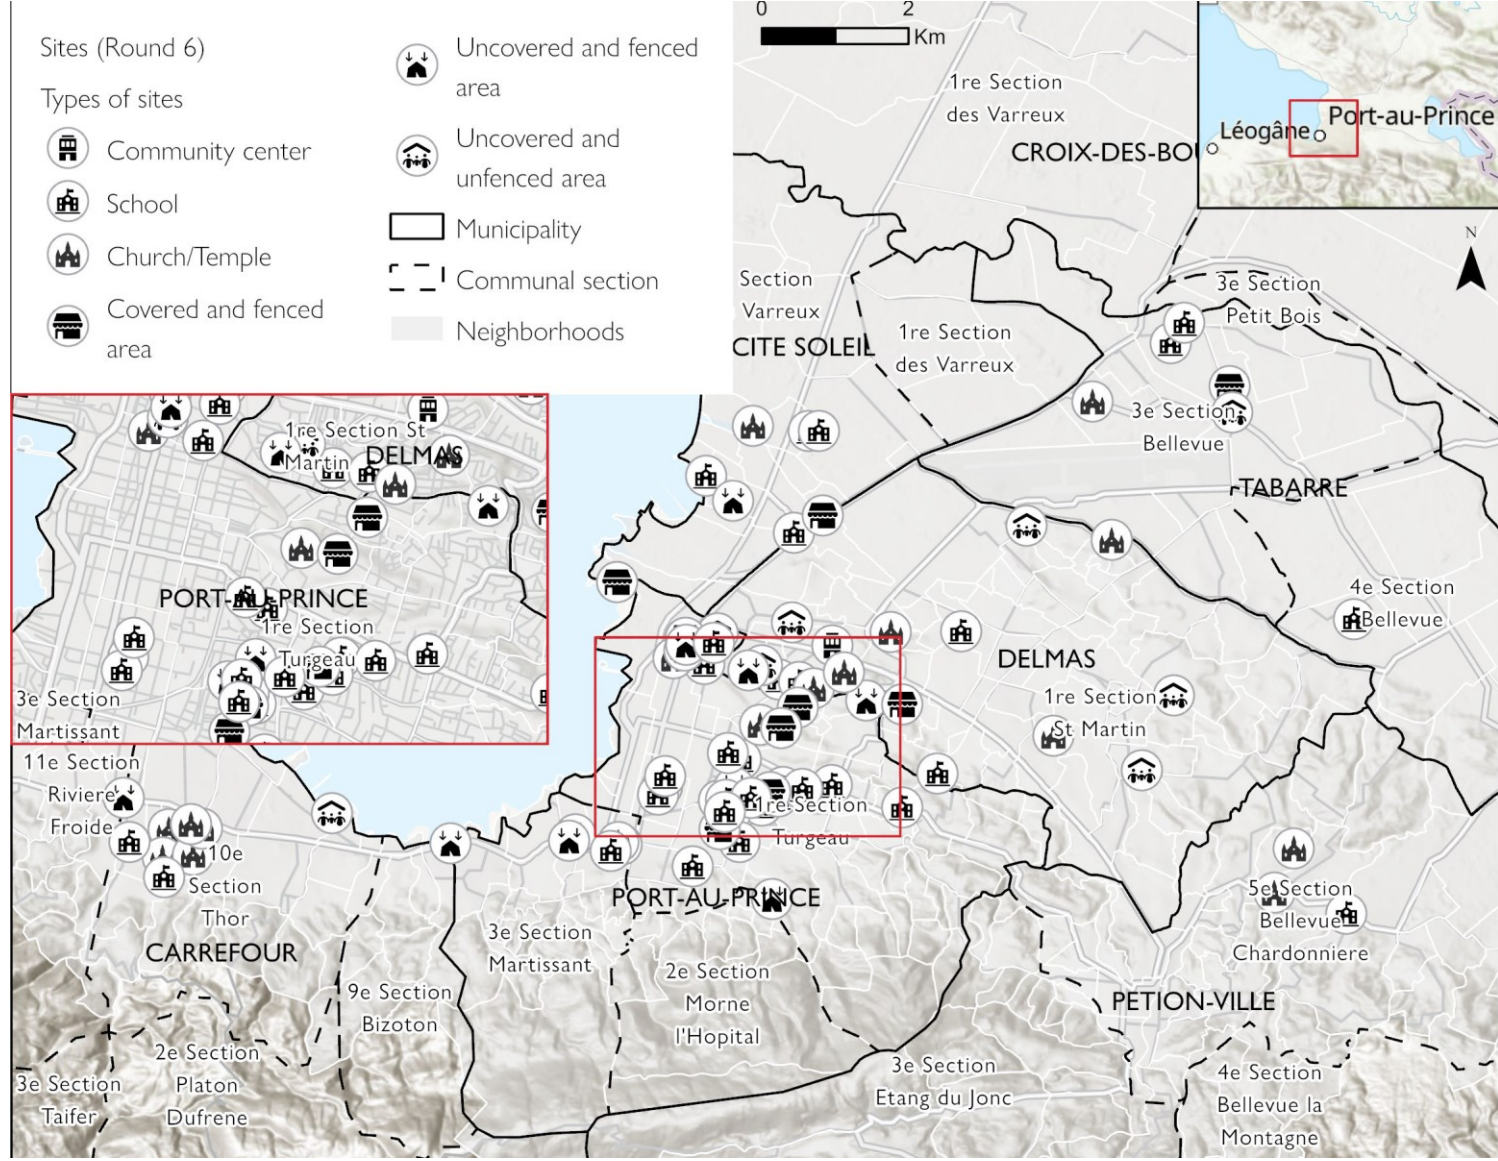 Sites (Round 6)
Types of sites
Community center
School
Church/Temple
Covered and fenced
area
Uncovered and fenced
area
Uncovered and
unfenced area
Municipality
Communal section
Neighborhoods
0 2
Km
1re Section
des Varreux
CROIX-DES-BOU
Léogâne
Port-au-Prince
N
Section
Varreux
CITE SOLEIL
1re Section
des Varreux
3e Section
Petit Bois
3e Section
Bellevue
TABARRE
4e Section
Bellevue
1re Section St
Martin
DELMAS
PORT-AU-PRINCE
1re Section
Turgeau
3e Section
Martissant
DELMAS
1re Section
St Martin
1re Section
Turgeau
11e Section
Riviere
Froide
10e
Section
Thor
CARREFOUR
PORT-AU-PRINCE
3e Section
Martissant
5e Section
Bellevue
Chardonniere
9e Section
Bizoton
2e Section
Morne
l'Hopital
PETION-VILLE
2e Section
Platon
Dufrene
3e Section
Taifer
3e Section
Etang du Jonc
4e Section
Bellevue la
Montagne